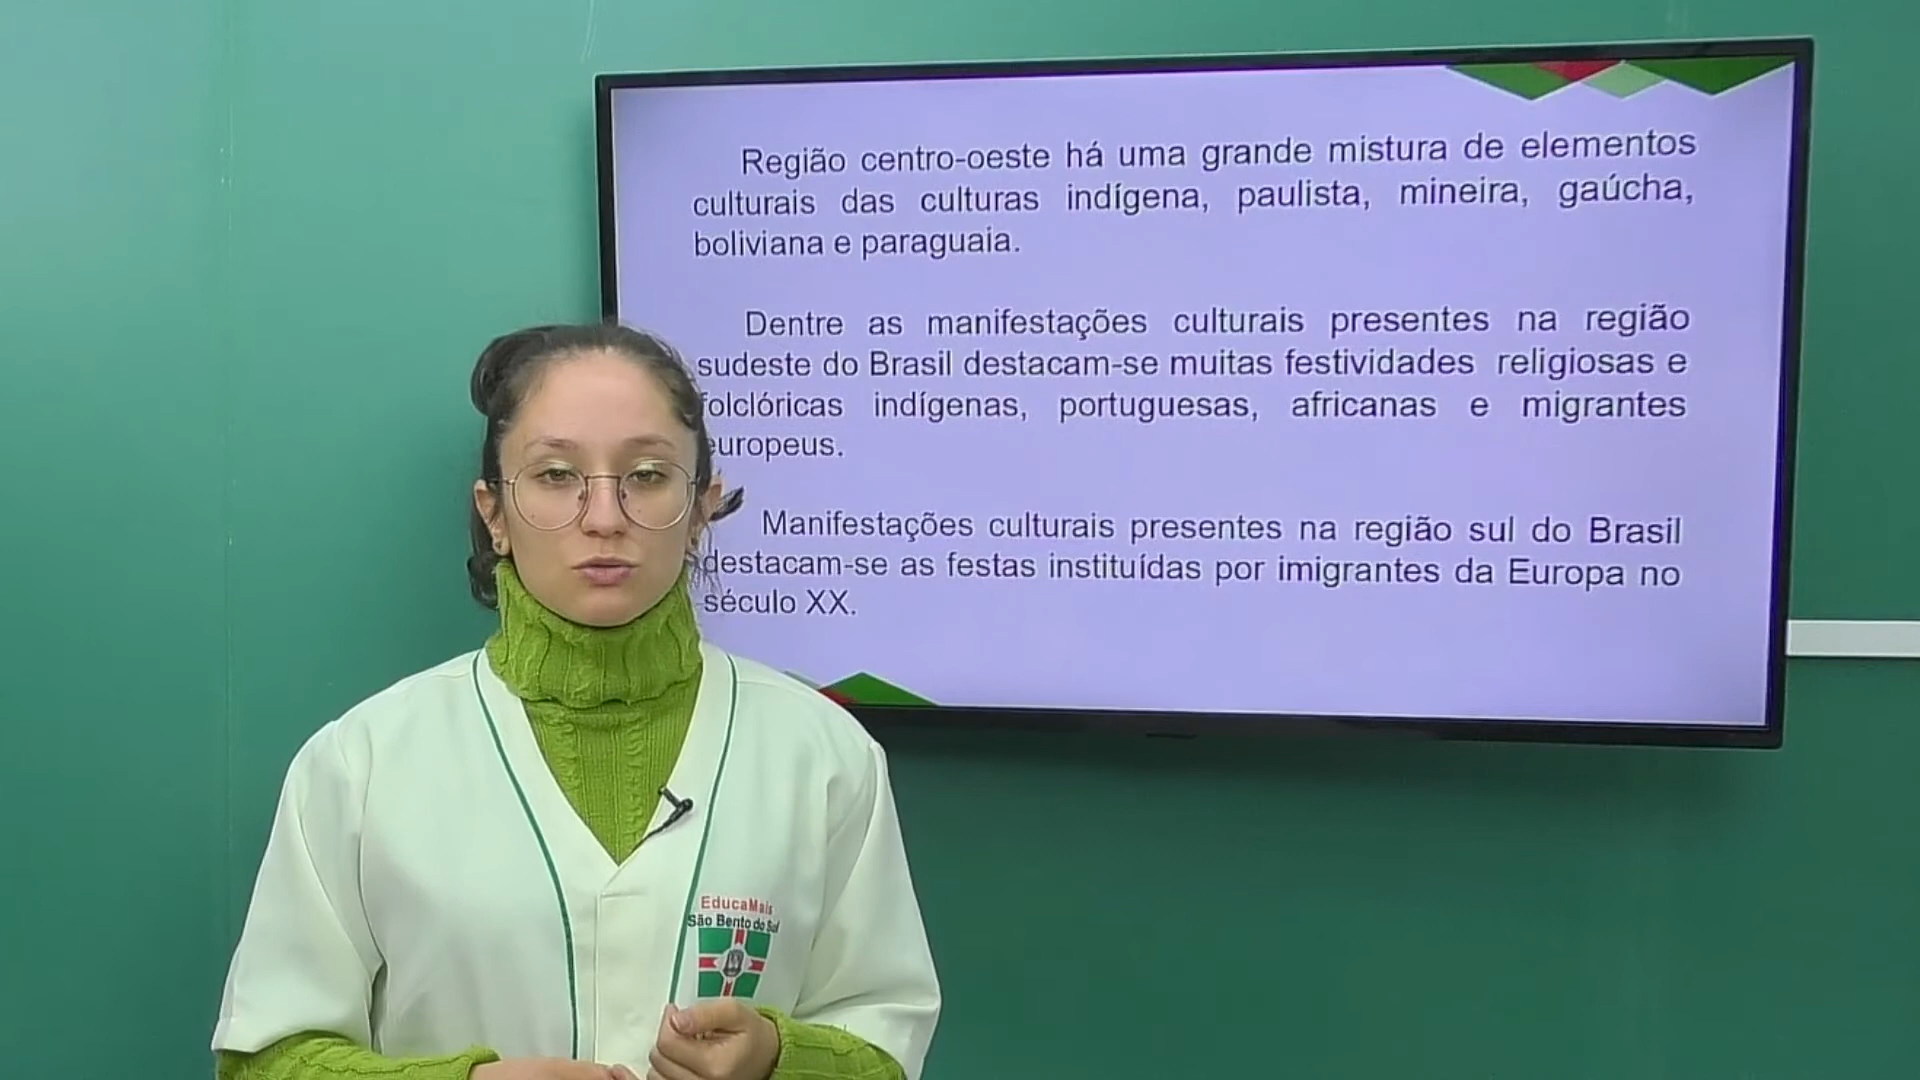 Região centro-oeste há uma grande mistura de elementos
culturais das culturas indígena, paulista, mineira, gaúcha,
boliviana e paraguaia.
Dentre as manifestações culturais presentes na região
sudeste do Brasil destacam-se muitas festividades religiosas e
folclóricas indígenas, portuguesas, africanas e migrantes
europeus.
Manifestações culturais presentes na região sul do Brasil
destacam-se as festas instituídas por imigrantes da Europa no
século XX.
EducaMais
São Bento do Sul